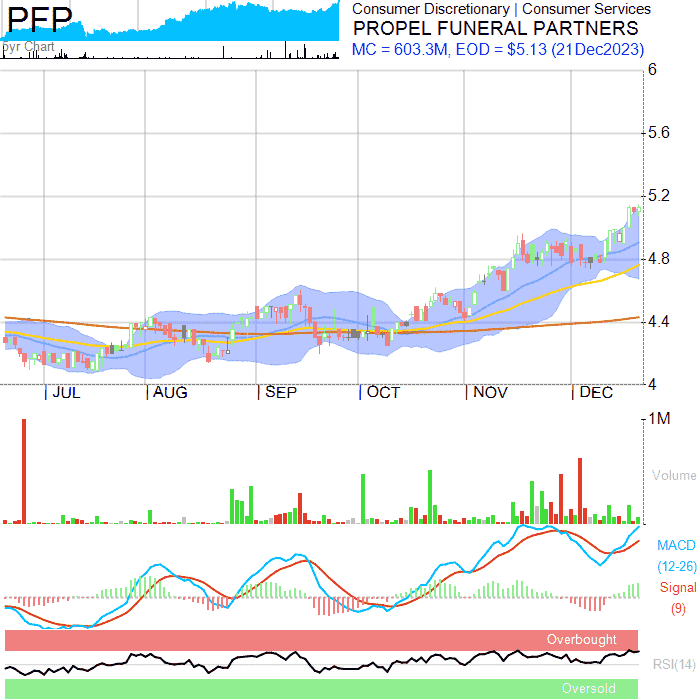 PFP
5yr Chart
Consumer Discretionary | Consumer Services
PROPEL FUNERAL PARTNERS
MC = 603.3M, EOD = $5.13 (21Dec2023)
6
5.6
5.2
4.8
4.4
4
JUL AUG SEP OCT NOV DEC
1M
Volume
MACD
(12-26)
Signal
(9)
Overbought
RSI(14)
Oversold